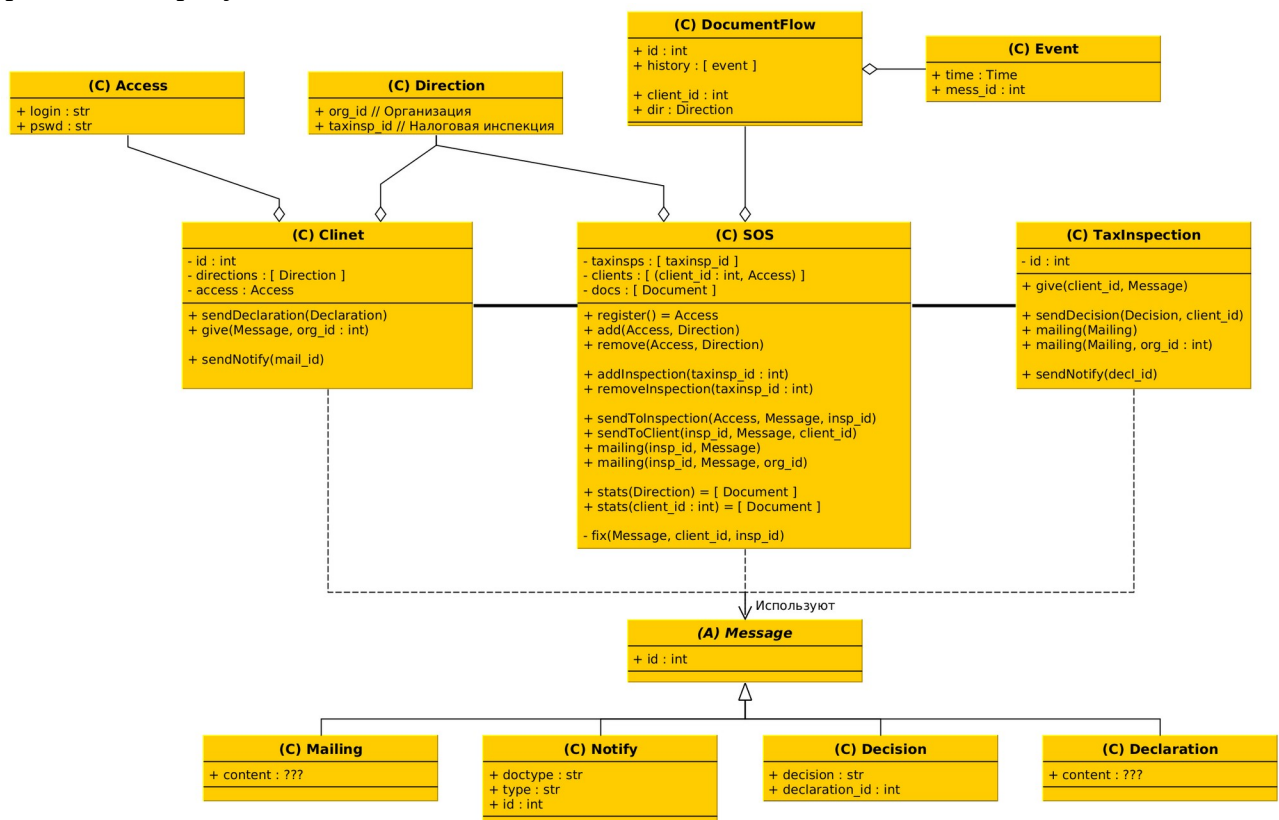 (C) DocumentFlow
+ id : int
+ history : [ event ]
+ client_id : int
+ dir : Direction
(C) Event
+ time : Time
+ mess_id : int
(C) Access
+ login : str
+ pswd : str
(C) Direction
+ org_id // Организация
+ taxinsp_id // Налоговая инспекция
(C) Clinet
- id : int
- directions : [ Direction ]
- access : Access
+ sendDeclaration(Declaration)
+ give(Message, org_id : int)
+ sendNotify(mail_id)
(C) SOS
- taxinsps : [ taxinsp_id ]
- clients : [ (client_id : int, Access) ]
- docs : [ Document ]
+ register() = Access
+ add(Access, Direction)
+ remove(Access, Direction)
+ addInspection(taxinsp_id : int)
+ removeInspection(taxinsp_id : int)
+ sendToInspection(Access, Message, insp_id)
+ sendToClient(insp_id, Message, client_id)
+ mailing(insp_id, Message)
+ mailing(insp_id, Message, org_id)
+ stats(Direction) = [ Document ]
+ stats(client_id : int) = [ Document ]
- fix(Message, client_id, insp_id)
(C) TaxInspection
- id : int
+ give(client_id, Message)
+ sendDecision(Decision, client_id)
+ mailing(Mailing)
+ mailing(Mailing, org_id : int)
+ sendNotify(decl_id)
Используют
(A) Message
+ id : int
(C) Mailing
+ content : ???
(C) Notify
+ doctype : str
+ type : str
+ id : int
(C) Decision
+ decision : str
+ declaration_id : int
(C) Declaration
+ content : ???